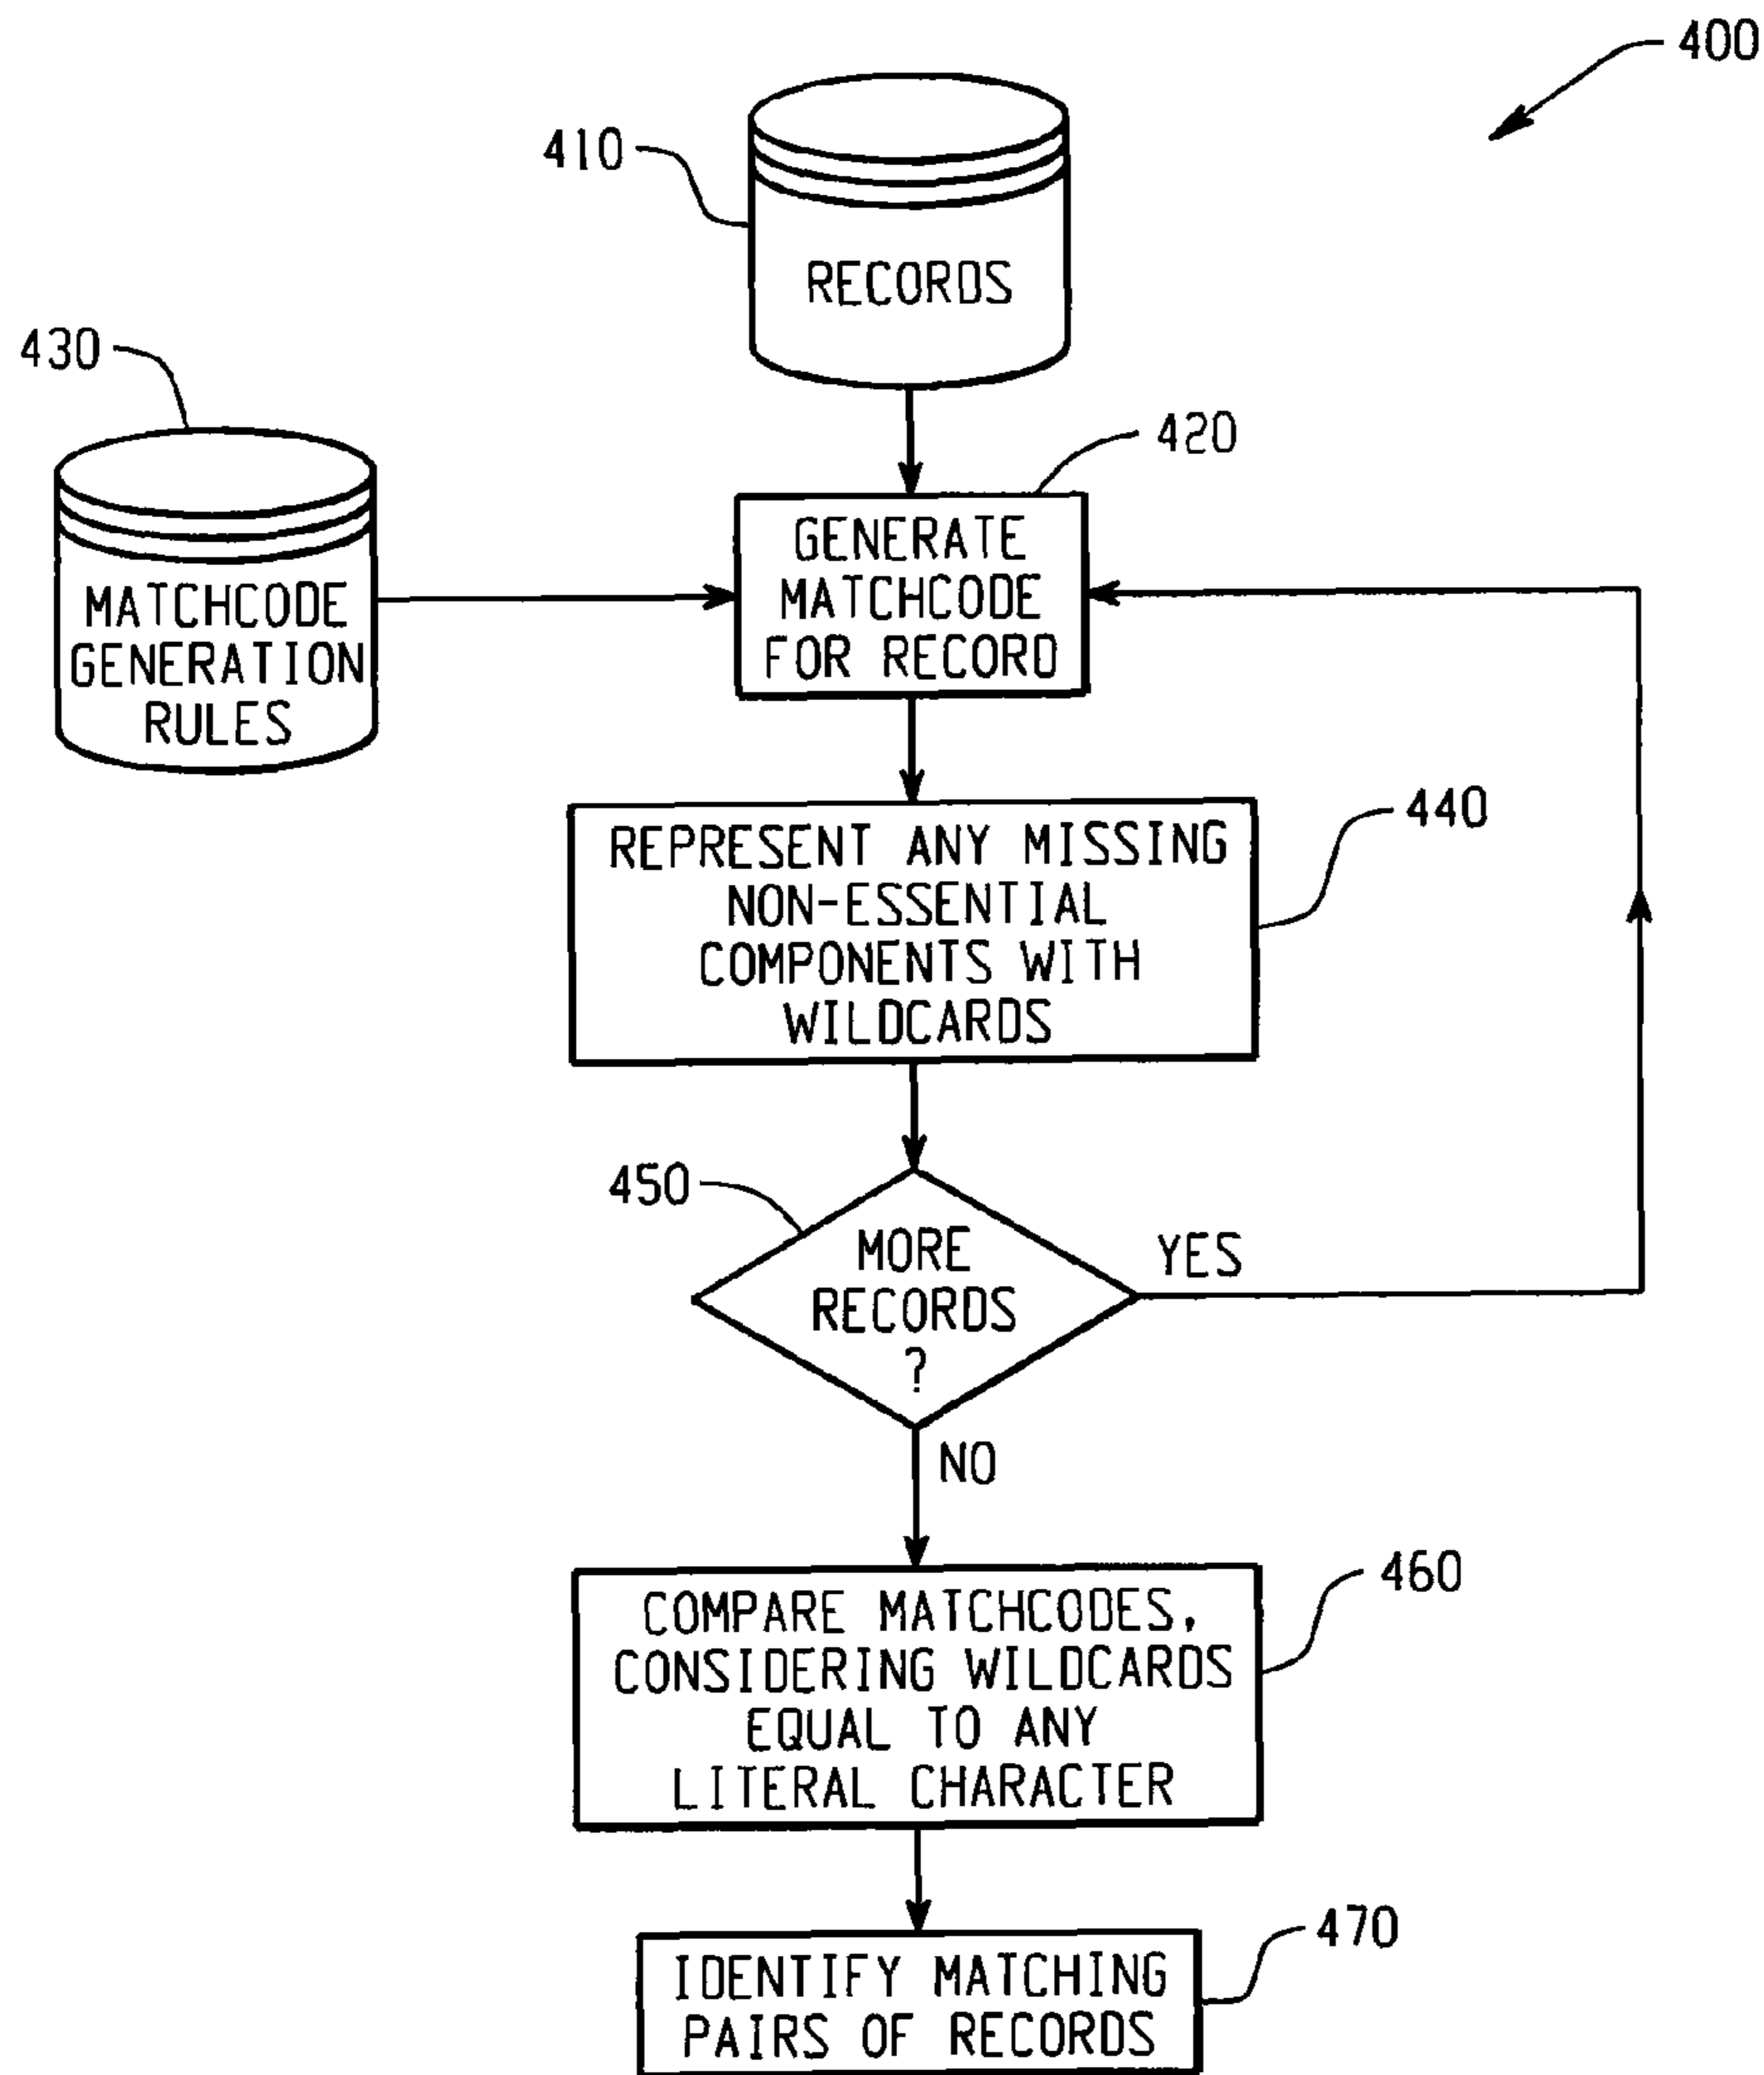 400
410
RECORDS
430
MATCHCODE
GENERATION
RULES
420
GENERATE
MATCHCODE
FOR RECORD
440
REPRESENT ANY MISSING
NON-ESSENTIAL
COMPONENTS WITH
WILDCARDS
450
MORE
RECORDS
?
YES
NO
460
COMPARE MATCHCODES,
CONSIDERING WILDCARDS
EQUAL TO ANY
LITERAL CHARACTER
470
IDENTIFY MATCHING
PAIRS OF RECORDS